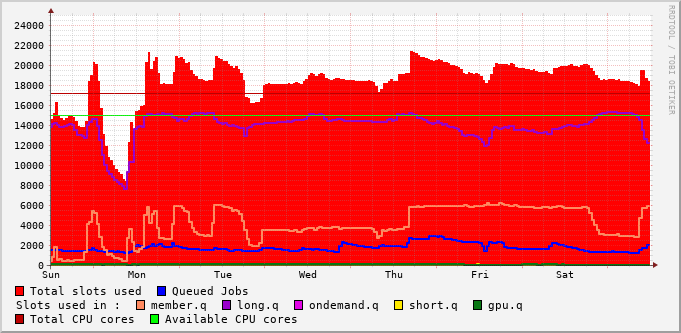 24000
22000
20000
18000
16000
14000
12000
10000
8000
6000
4000
2000
0
Sun Mon Tue Wed Thu Fri Sat
RRDTOOL / TOBI OETIKER
Total slots used Queued Jobs
Slots used in : member.q long.q ondemand.q short.q gpu.q
Total CPU cores Available CPU cores